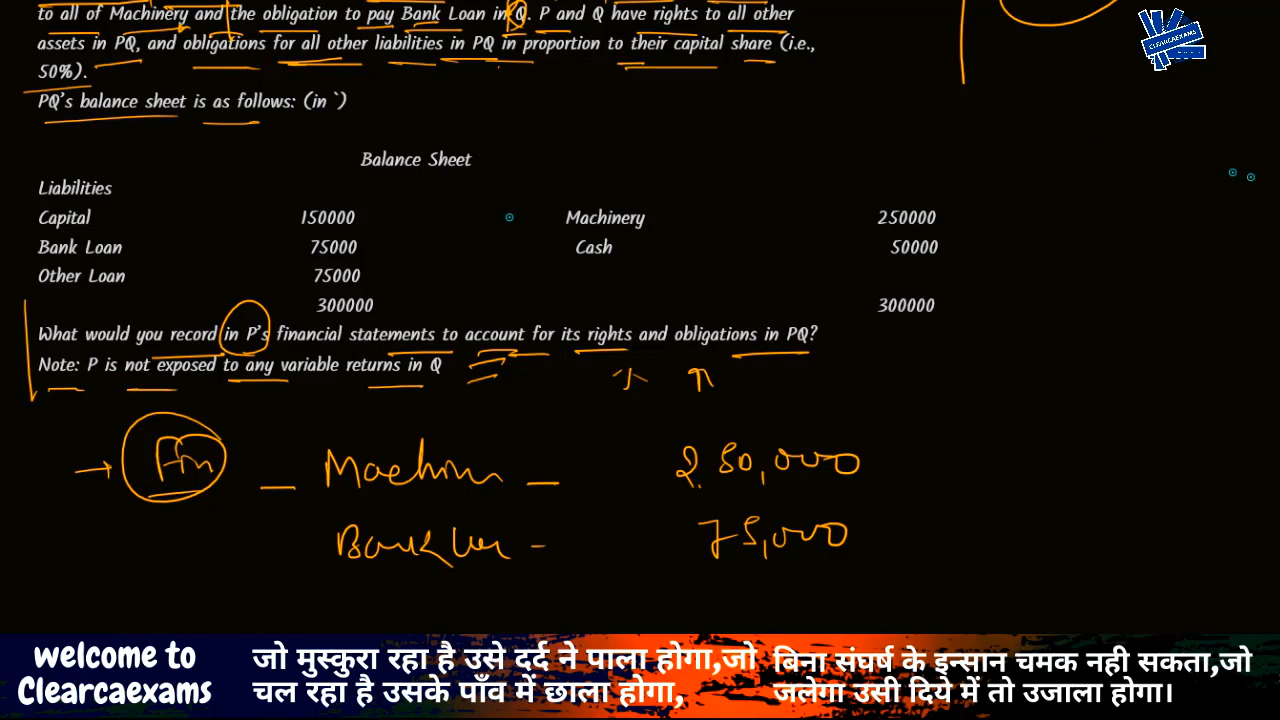 to all of Machinery and the obligation to pay Bank Loan in Q. P and Q have rights to all other
assets in PQ, and obligations for all other liabilities in PQ in proportion to their capital share (i.e.,
50%).
PQ's balance sheet is as follows: (in `)
CLEARCAEXAMS
Balance Sheet
Liabilities
Capital 150000 Machinery 250000
Bank Loan 75000 Cash 50000
Other Loan 75000
300000 300000
What would you record in P's financial statements to account for its rights and obligations in PQ?
Note: P is not exposed to any variable returns in Q
→ – – 250,000
Bank – 75,000
welcome to
Clearcaexams
जो मुस्कुरा रहा है उसे दर्द ने पाला होगा,जो
चल रहा है उसके पाँव में छाला होगा,
बिना संघर्ष के इन्सान चमक नही सकता,जो
जलेगा उसी दिये में तो उजाला होगा।